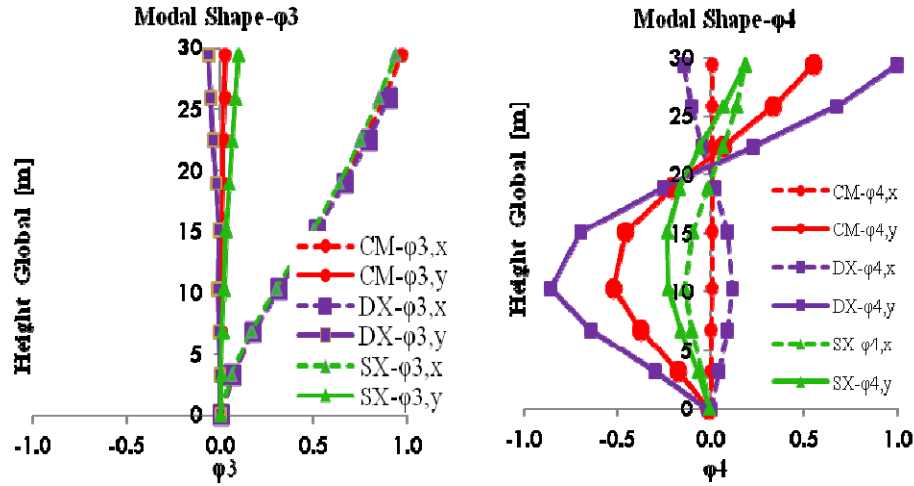 Modal Shape-φ3
30
25
20
15
10
5
0
-1.0 -0.5 0.0 0.5 1.0
φ3
Height Global [m]
CM-φ3,x
CM-φ3,y
DX-φ3,x
DX-φ3,y
SX-φ3,x
SX-φ3,y
Modal Shape-φ4
30
25
20
15
10
5
0
-1.0 -0.5 0.0 0.5 1.0
φ4
Height Global [m]
CM-φ4,x
CM-φ4,y
DX-φ4,x
DX-φ4,y
SX-φ4,x
SX-φ4,y